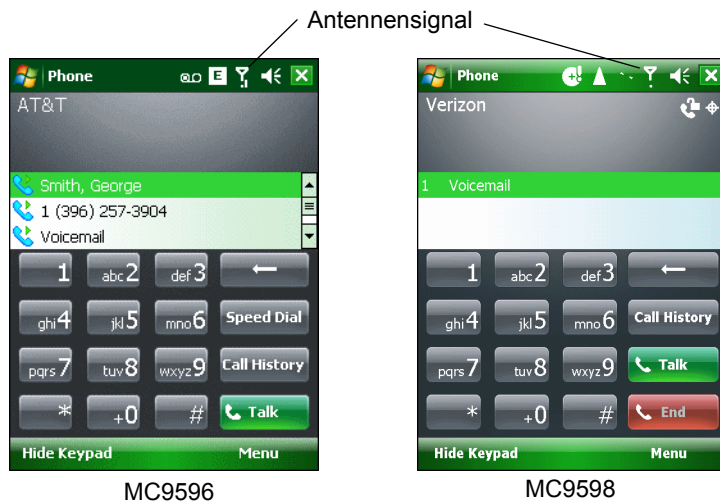 Antennensignal
Phone
E
AT&T
Smith, George
1 (396) 257-3904
Voicemail
1
abc 2
def 3
ghi 4
jkl 5
mno 6
Speed Dial
pqrs 7
tuv 8
wxyz 9
Call History
*
+0
#
Talk
Hide Keypad
Menu
MC9596
Phone
Verizon
1 Voicemail
1
abc 2
def 3
ghi 4
jkl 5
mno 6
Call History
pqrs 7
tuv 8
wxyz 9
Talk
*
+0
#
End
Hide Keypad
Menu
MC9598